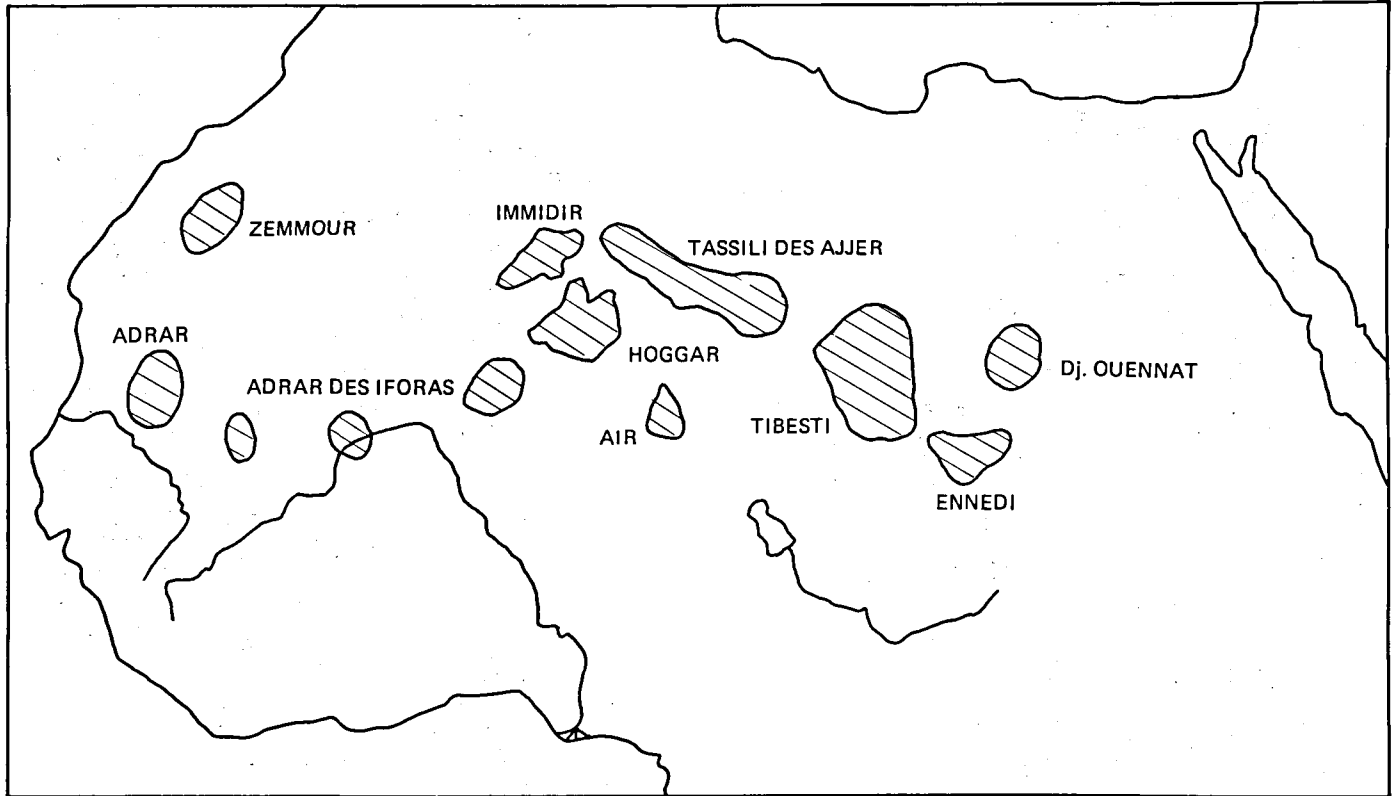 IMMIDIR
ZEMMOUR
TASSILI DES AJJER
ADRAR
HOGGAR
Dj. OUENNAT
ADRAR DES IFORAS
TIBESTI
AIR
ENNEDI